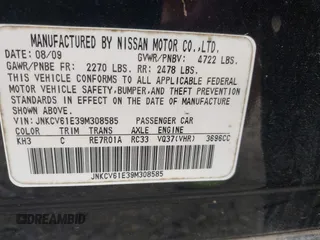 MANUFACTURED BY NISSAN MOTOR CO.,LTD.
DATE: 08/09 GVWR/PNBV: 4722 LBS.
GAWR/PNBE FR: 2270 LBS. RR: 2478 LBS.
THIS VEHICLE CONFORMS TO ALL APPLICABLE FEDERAL
MOTOR VEHICLE SAFETY,BUMPER,AND THEFT PREVENTION
STANDARDS IN EFFECT ON THE DATE OF MANUFACTURE
Shown Above.
VIN: JNKCV61E39M308585 PASSENGER CAR
COLOR TRIM TRANS AXLE ENGINE
KH3 C RE7R01A RC33 VQ37(VHR) 3696CC
JNKCV61E39M308585
DREAMBID